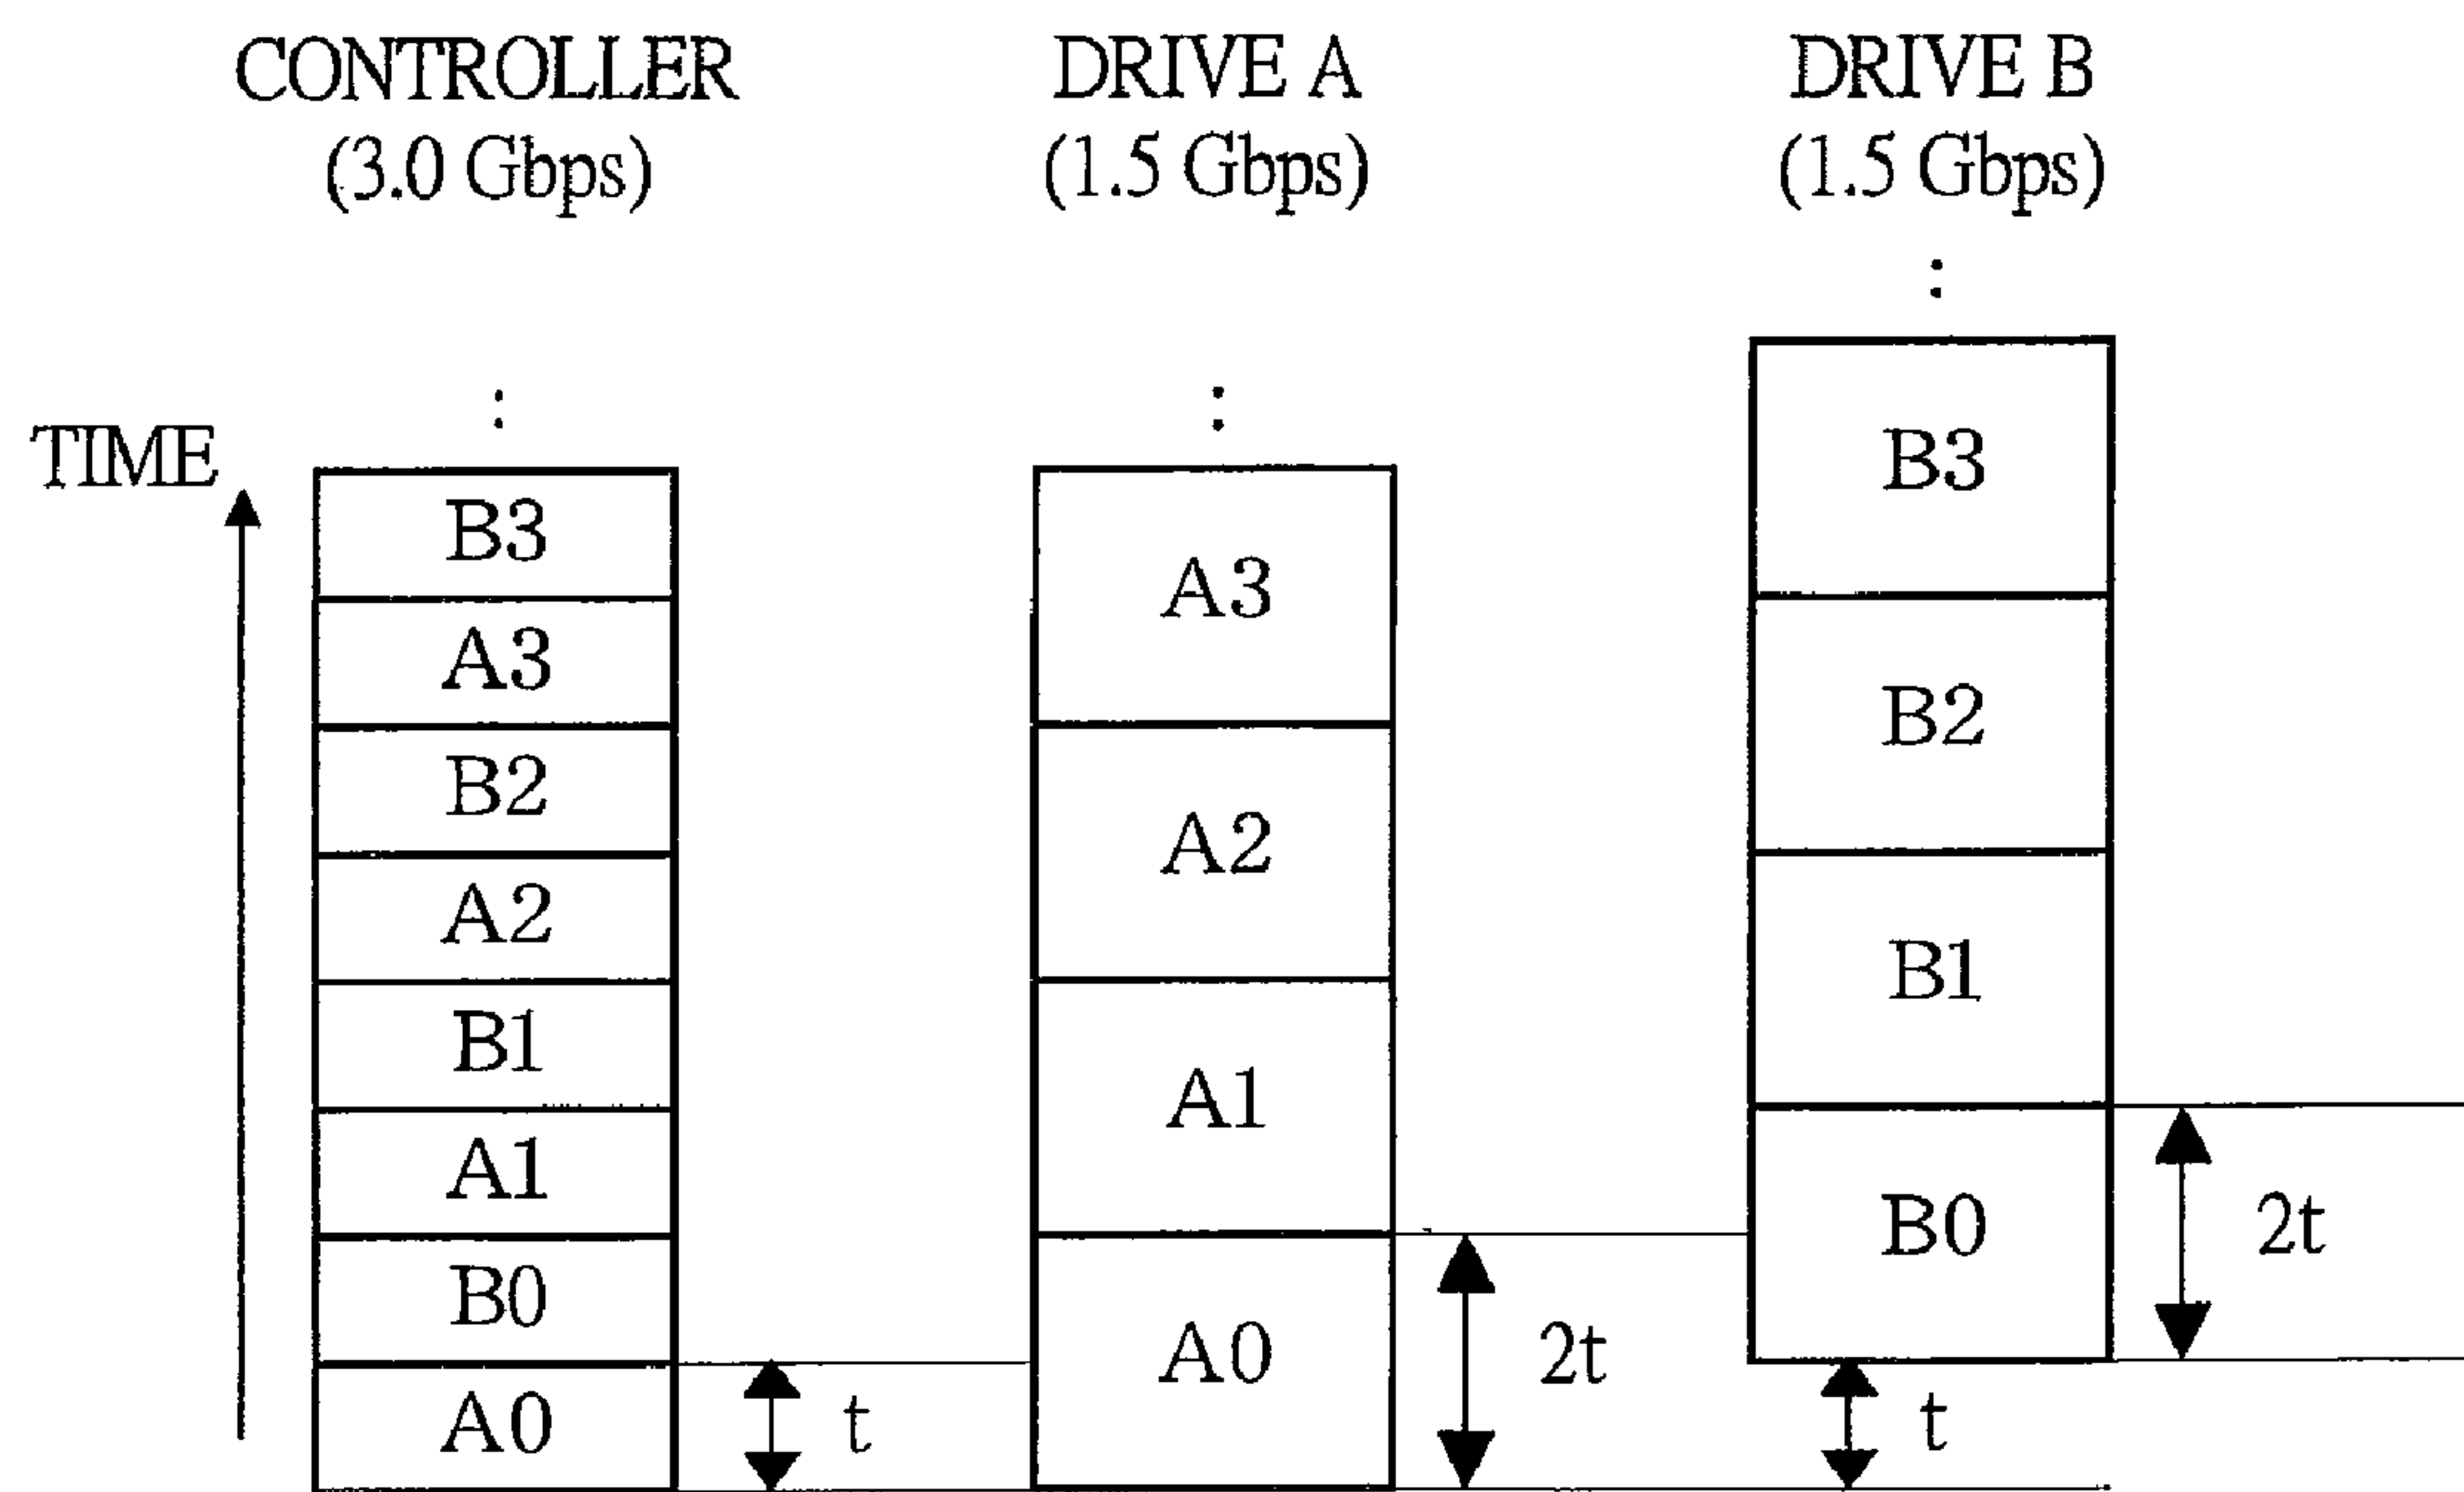 CONTROLLER
(3.0 Gbps)
DRIVE A
(1.5 Gbps)
DRIVE B
(1.5 Gbps)
:
:
:
TIME
B3
A3
B2
A2
B1
A1
B0
A0
t
A3
A2
A1
A0
2t
B3
B2
B1
B0
2t
t